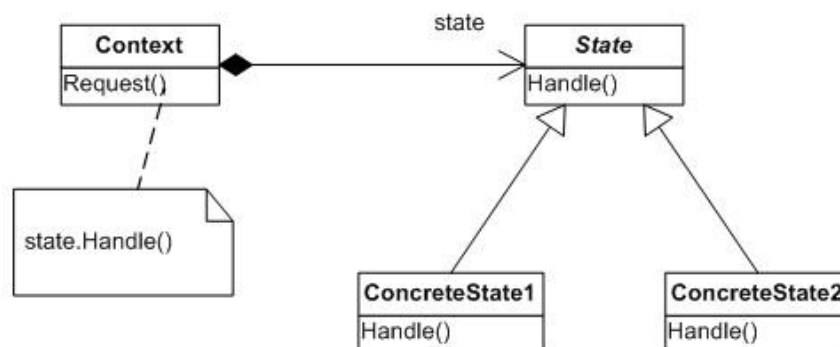 Context
Request()
state
State
Handle()
state.Handle()
ConcreteState1
Handle()
ConcreteState2
Handle()